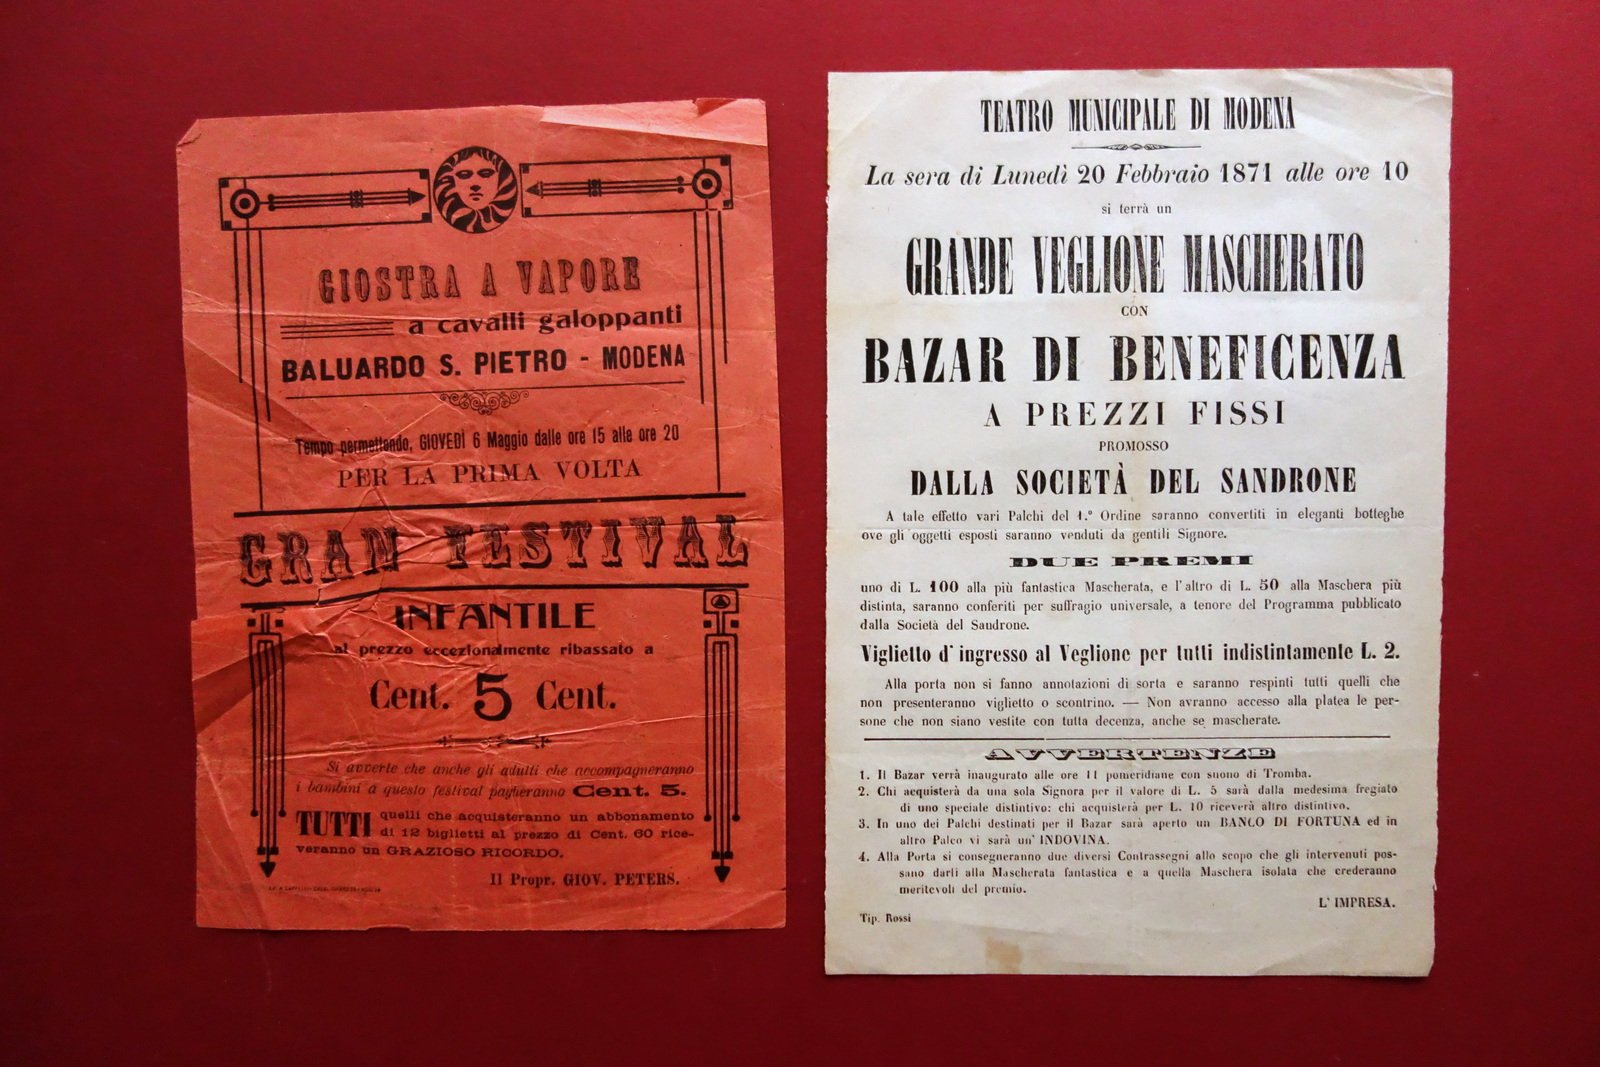 GIOSTRA A VAPORE
a cavalli galoppanti
BALUARDO S. PIETRO - MODENA
Tempo permettendo, GIOVEDÌ 6 Maggio dalle ore 15 alle ore 20
PER LA PRIMA VOLTA
GRAN FESTIVAL
INFANTILE
al prezzo eccezionalmente ribassato a
Cent. 5 Cent.
Si avverte che anche gli adulti che accompagneranno
i bambini a questo festival pagheranno Cent. 5.
TUTTI quelli che acquisteranno un abbonamento
di 12 biglietti al prezzo di Cent. 60 rice-
veranno un GRAZIOSO RICORDO.
Il Propr. GIOV. PETERS.
TEATRO MUNICIPALE DI MODENA
La sera di Lunedì 20 Febbraio 1871 alle ore 10
si terrà un
GRANDE VEGLIONE MASCHERATO
CON
BAZAR DI BENEFICENZA
A PREZZI FISSI
PROMOSSO
DALLA SOCIETÀ DEL SANDRONE
A tale effetto vari Palchi del 1.º Ordine saranno convertiti in eleganti botteghe
ove gli oggetti esposti saranno venduti da gentili Signore.
DUE PREMI
uno di L. 100 alla più fantastica Mascherata, e l'altro di L. 50 alla Maschera più
distinta, saranno conferiti per suffragio universale, a tenore del Programma pubblicato
dalla Società del Sandrone.
Viglietto d'ingresso al Veglione per tutti indistintamente L. 2.
Alla porta non si fanno annotazioni di sorta e saranno respinti tutti quelli che
non presenteranno viglietto o scontrino. — Non avranno accesso alla platea le per-
sone che non siano vestite con tutta decenza, anche se mascherate.
AVVERTENZE
1. Il Bazar verrà inaugurato alle ore 11 pomeridiane con suono di Tromba.
2. Chi acquisterà da una sola Signora per il valore di L. 5 sarà dalla medesima fregiato
di uno speciale distintivo: chi acquisterà per L. 10 riceverà altro distintivo.
3. In uno dei Palchi destinati per il Bazar sarà aperto un BANCO DI FORTUNA ed in
altro Palco vi sarà un' INDOVINA.
4. Alla Porta si consegneranno due diversi Contrassegni allo scopo che gli intervenuti pos-
sano darli alla Mascherata fantastica e a quella Maschera isolata che crederanno
meritevoli del premio.
L' IMPRESA.
Tip. Rossi